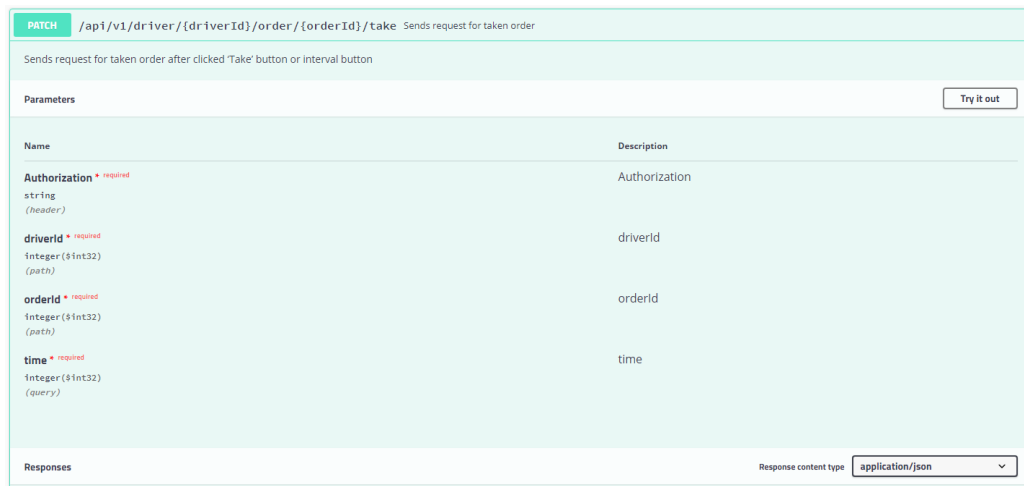 PATCH /api/v1/driver/{driverId}/order/{orderId}/take Sends request for taken order
Sends request for taken order after clicked 'Take' button or interval button
Parameters Try it out
Name Description
Authorization * required Authorization
string
(header)
driverId * required driverId
integer($int32)
(path)
orderId * required orderId
integer($int32)
(path)
time * required time
integer($int32)
(query)
Responses Response content type application/json